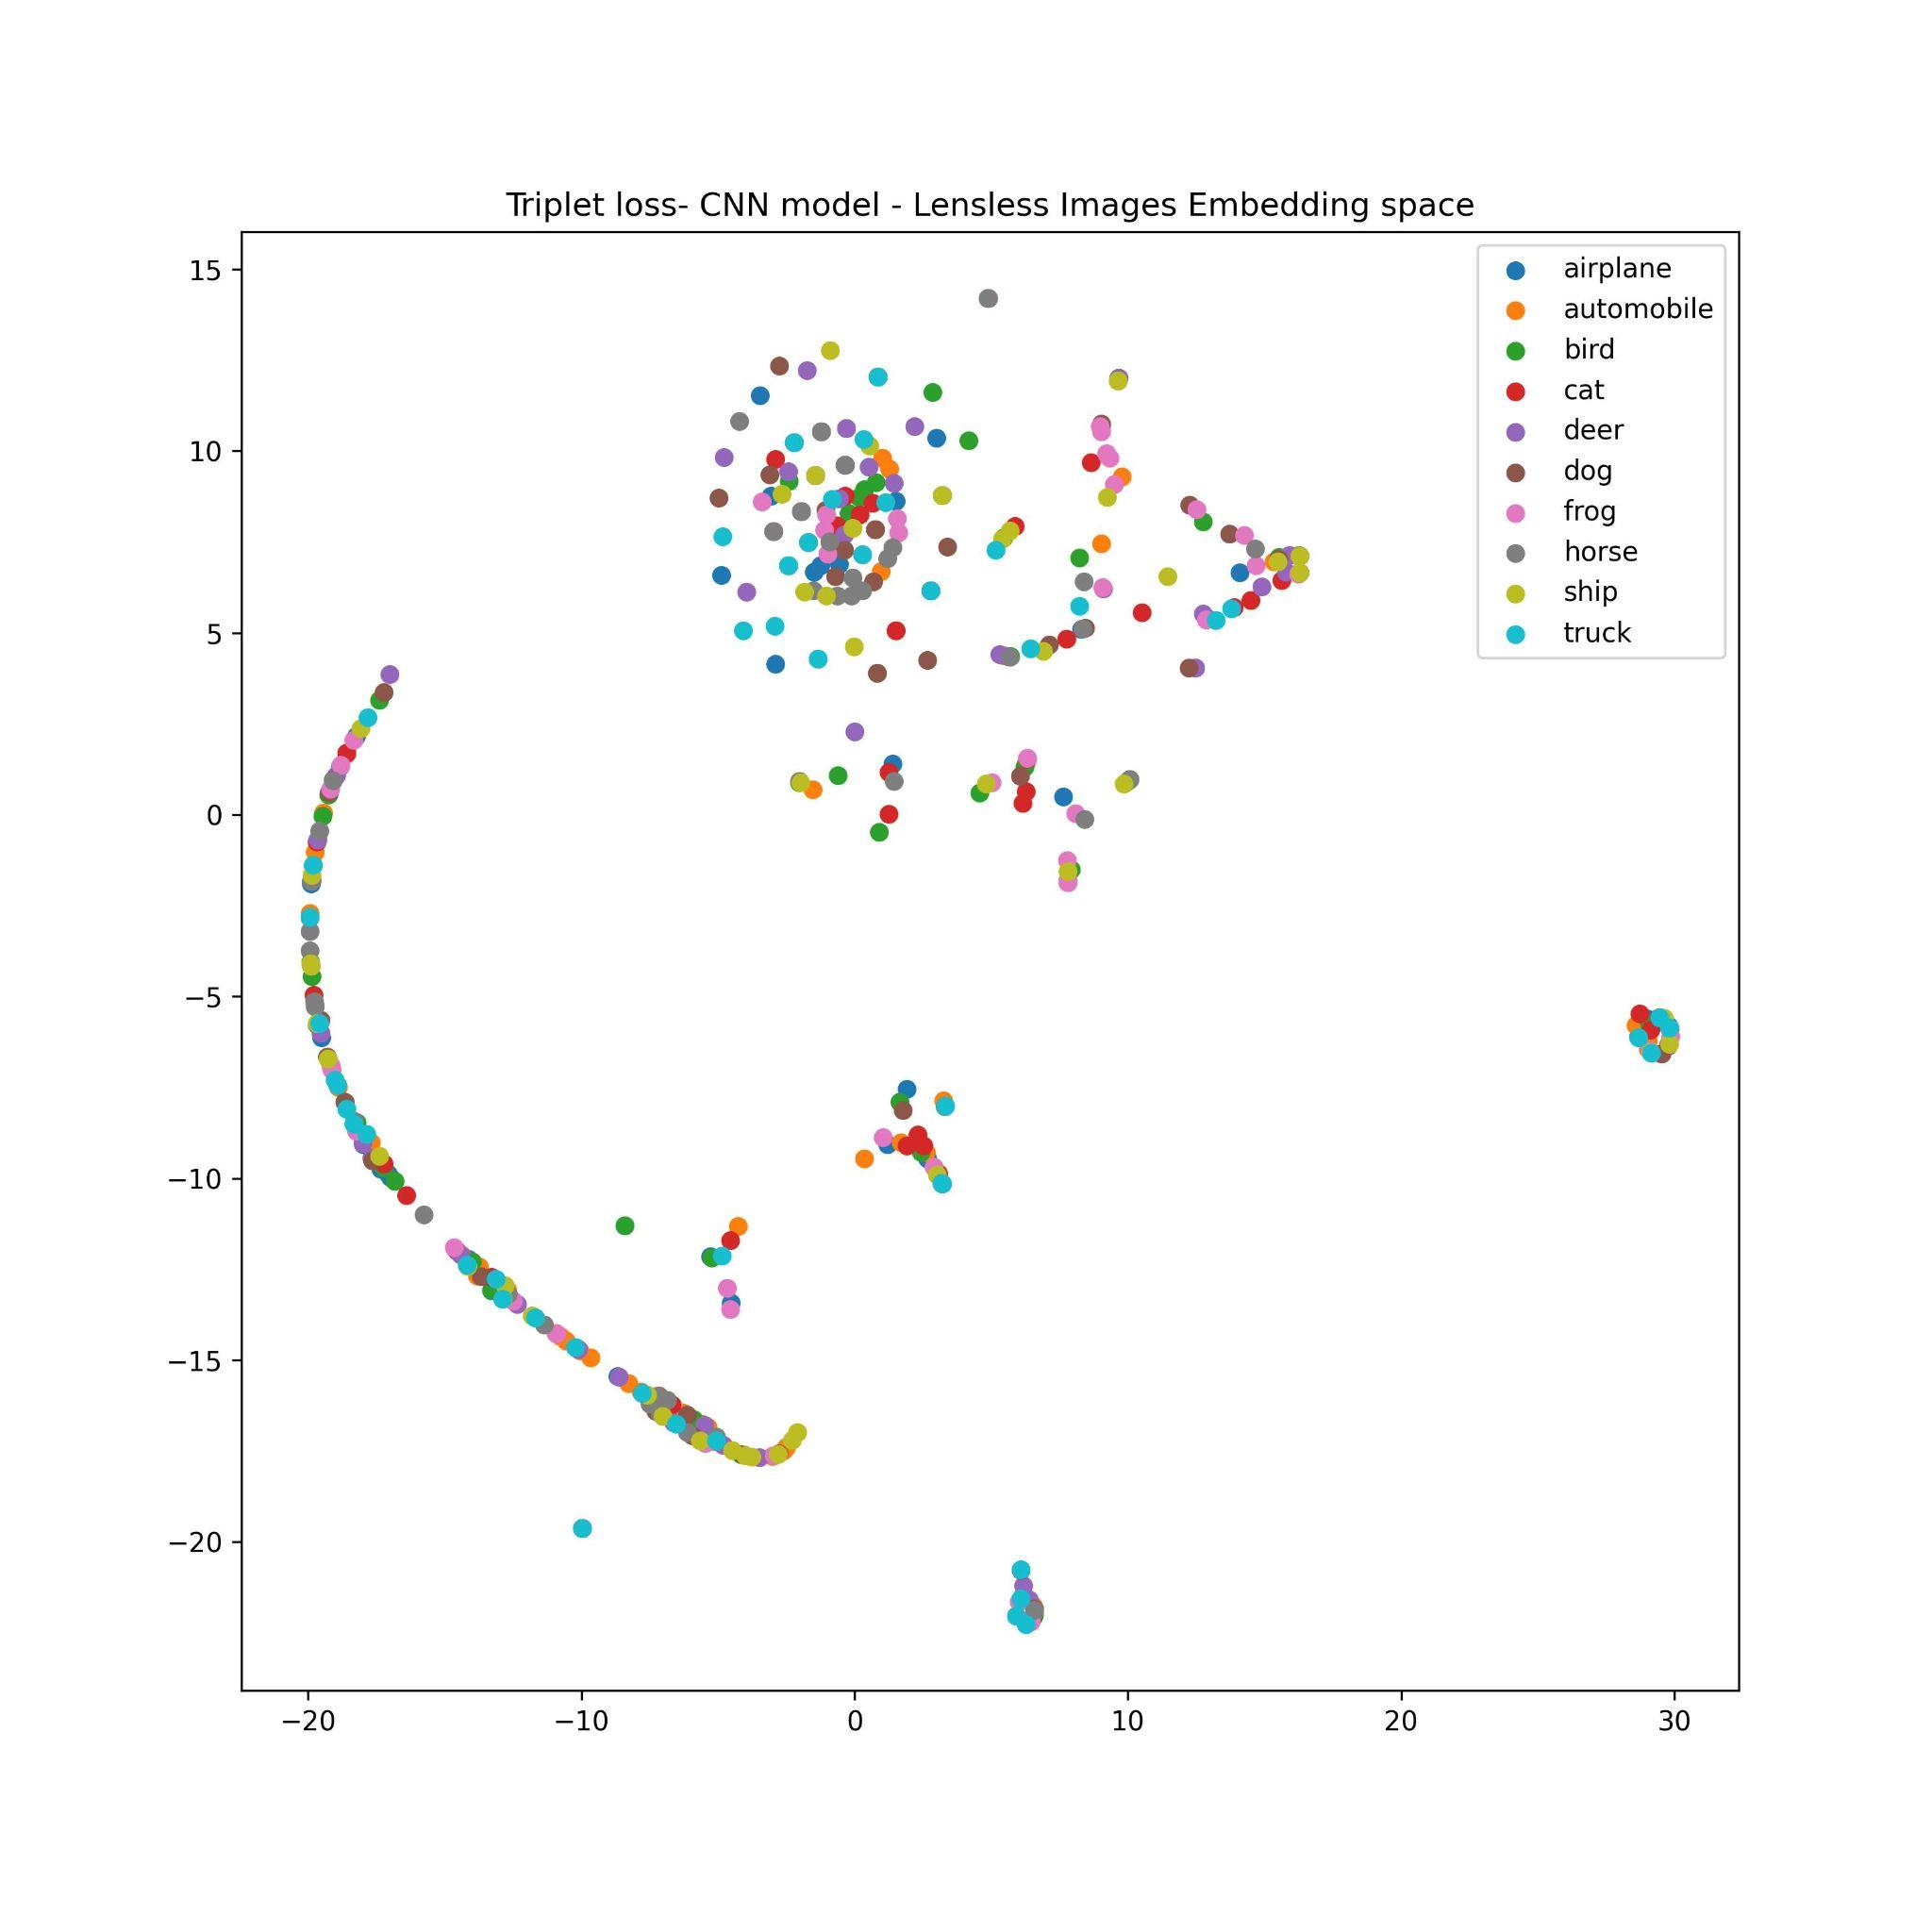 Triplet loss- CNN model - Lensless Images Embedding space
airplane
automobile
bird
cat
deer
dog
frog
horse
ship
truck
15
10
5
0
−5
−10
−15
−20
−20 −10 0 10 20 30